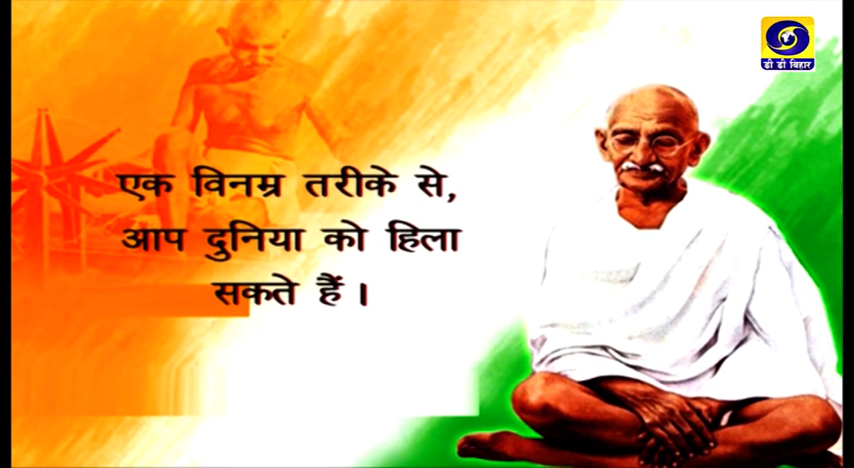 डी डी बिहार
एक विनम्र तरीके से,
आप दुनिया को हिला
सकते हैं।